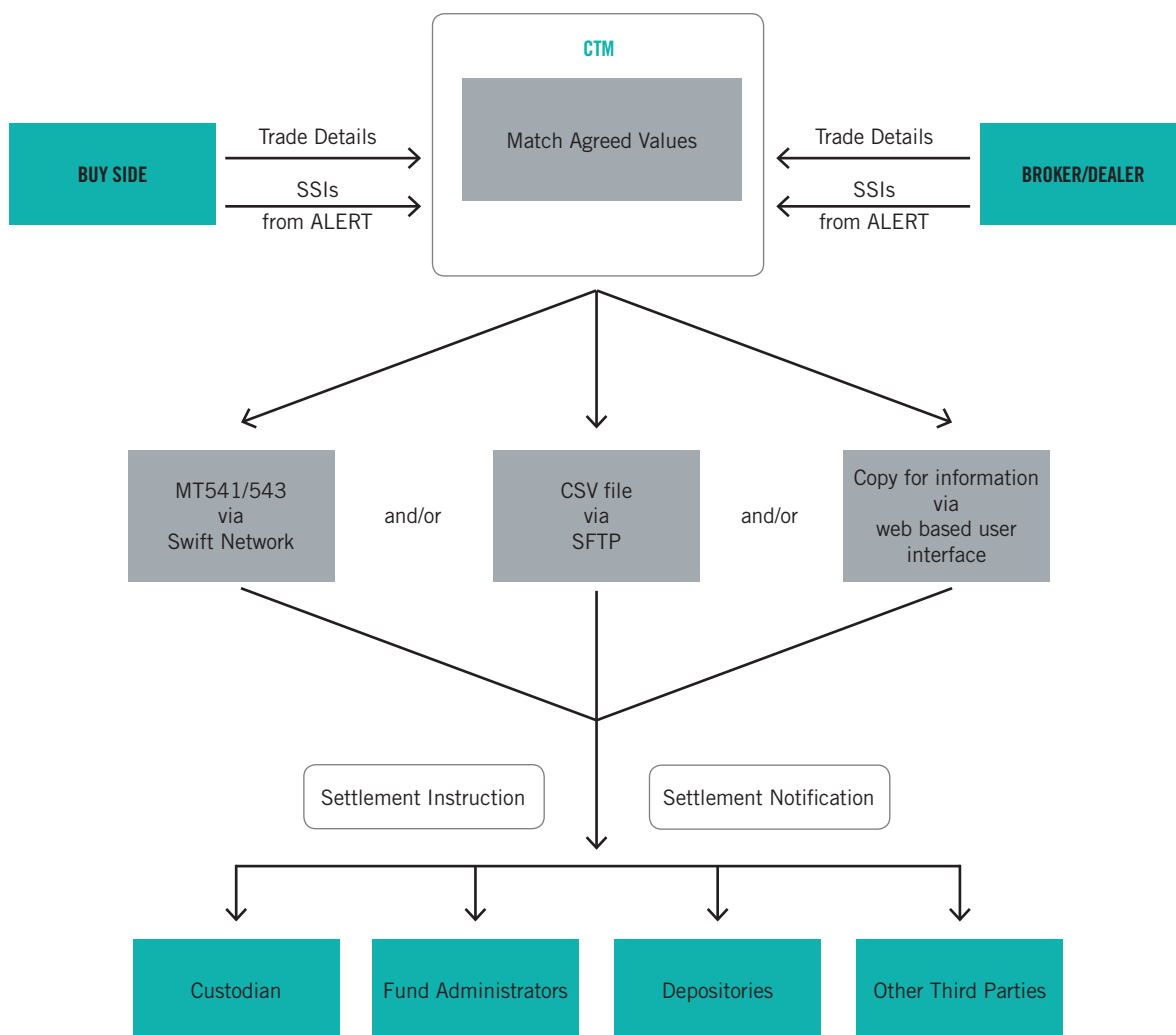 CTM
Match Agreed Values
BUY SIDE
Trade Details
SSIs
from ALERT
Trade Details
SSIs
from ALERT
BROKER/DEALER
MT541/543
via
Swift Network
and/or
CSV file
via
SFTP
and/or
Copy for information
via
web based user
interface
Settlement Instruction
Settlement Notification
Custodian
Fund Administrators
Depositories
Other Third Parties